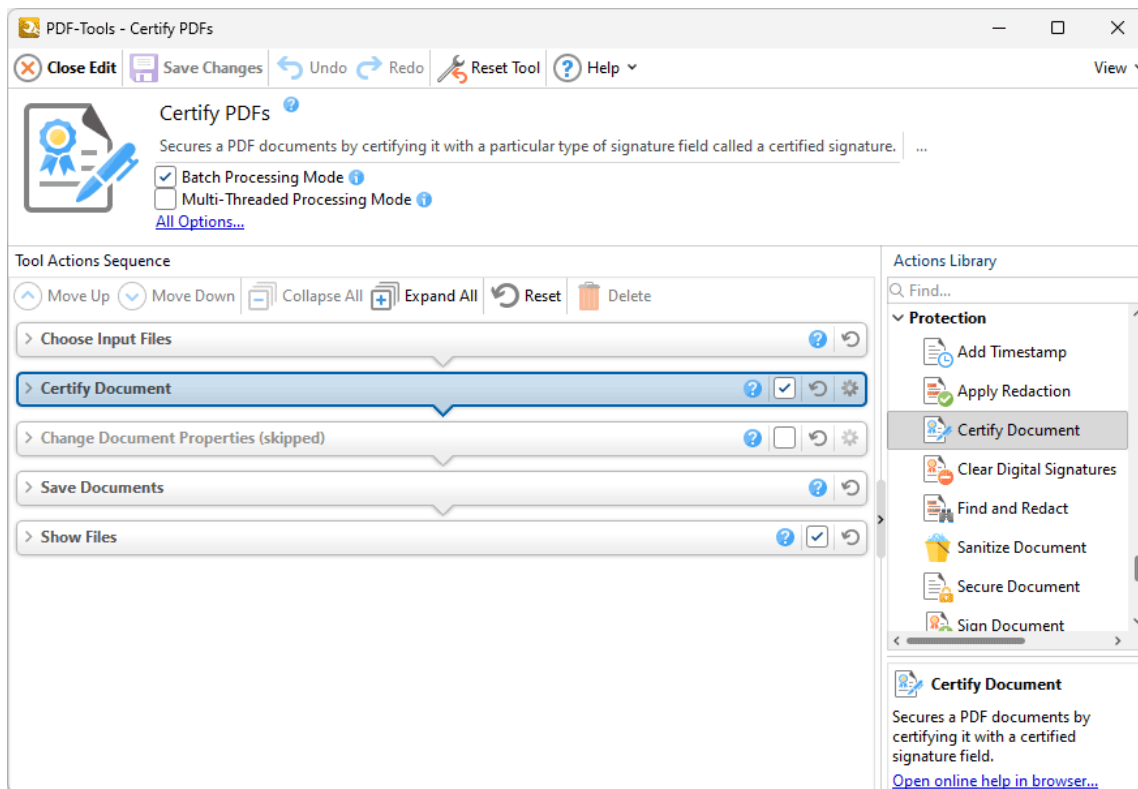 PDF-Tools - Certify PDFs
Close Edit Save Changes Undo Redo Reset Tool ? Help View
Certify PDFs ?
Secures a PDF documents by certifying it with a particular type of signature field called a certified signature. ...
Batch Processing Mode i
Multi-Threaded Processing Mode i
All Options...
Tool Actions Sequence
Move Up Move Down Collapse All Expand All Reset Delete
Choose Input Files ?
Certify Document ?
Change Document Properties (skipped) ?
Save Documents ?
Show Files ?
Actions Library
Find...
Protection
Add Timestamp
Apply Redaction
Certify Document
Clear Digital Signatures
Find and Redact
Sanitize Document
Secure Document
Sign Document
Certify Document
Secures a PDF documents by
certifying it with a certified
signature field.
Open online help in browser...